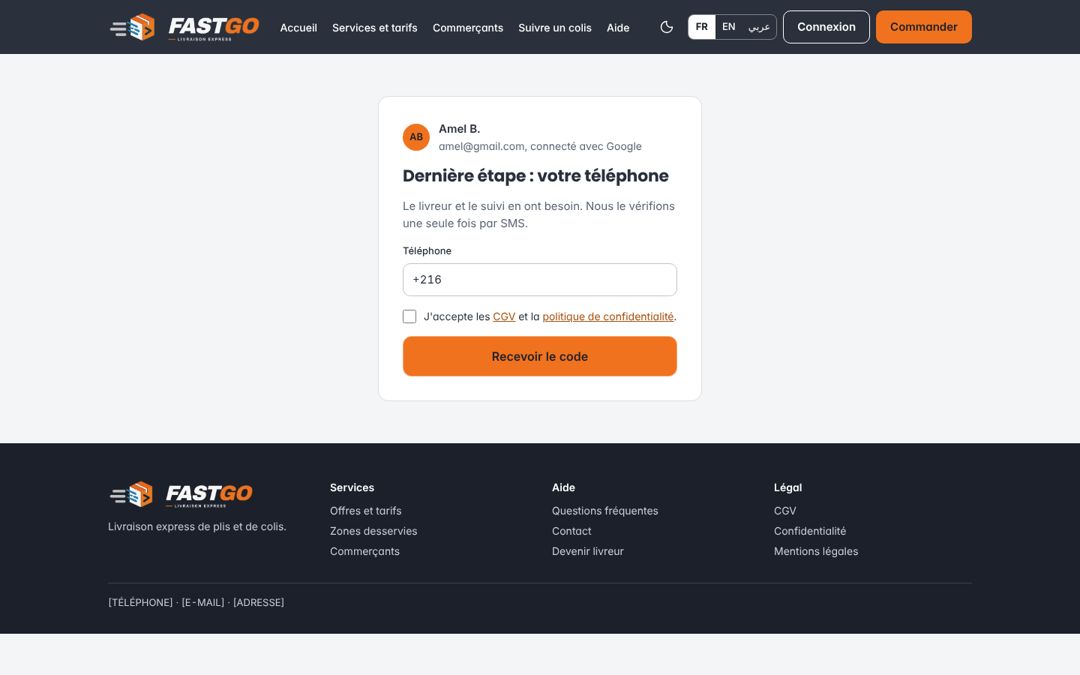 FASTGO
LIVRAISON EXPRESS
Accueil
Services et tarifs
Commerçants
Suivre un colis
Aide
FR
EN
عربي
Connexion
Commander
AB
Amel B.
amel@gmail.com, connecté avec Google
Dernière étape : votre téléphone
Le livreur et le suivi en ont besoin. Nous le vérifions
une seule fois par SMS.
Téléphone
+216
J'accepte les CGV et la politique de confidentialité.
Recevoir le code
FASTGO
LIVRAISON EXPRESS
Livraison express de plis et de colis.
Services
Offres et tarifs
Zones desservies
Commerçants
Aide
Questions fréquentes
Contact
Devenir livreur
Légal
CGV
Confidentialité
Mentions légales
[TÉLÉPHONE] · [E-MAIL] · [ADRESSE]